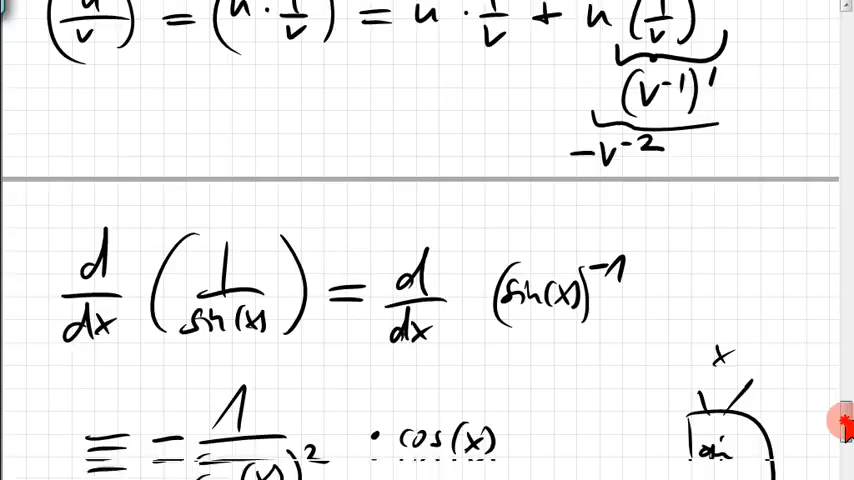 (u/v) = (u · 1/v) = u · 1/v + u (1/v)
(v⁻¹)'
-v⁻²
d/dx (1/sin(x)) = d/dx (sin(x))⁻¹
x
= -1/(x)² · cos(x)
sin